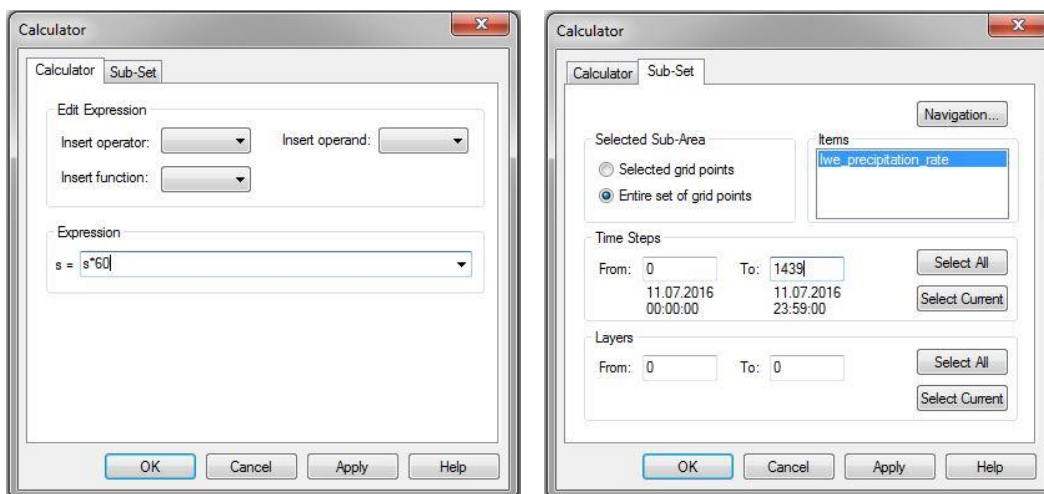 Calculator
Calculator Sub-Set
Edit Expression
Insert operator: Insert operand:
Insert function:
Expression
s = s*60
OK Cancel Apply Help
Calculator
Calculator Sub-Set
Navigation...
Selected Sub-Area
Selected grid points
Entire set of grid points
Items
lwe_precipitation_rate
Time Steps
From: 0 To: 1439 Select All
11.07.2016 11.07.2016
00:00:00 23:59:00
Select Current
Layers
From: 0 To: 0 Select All
Select Current
OK Cancel Apply Help